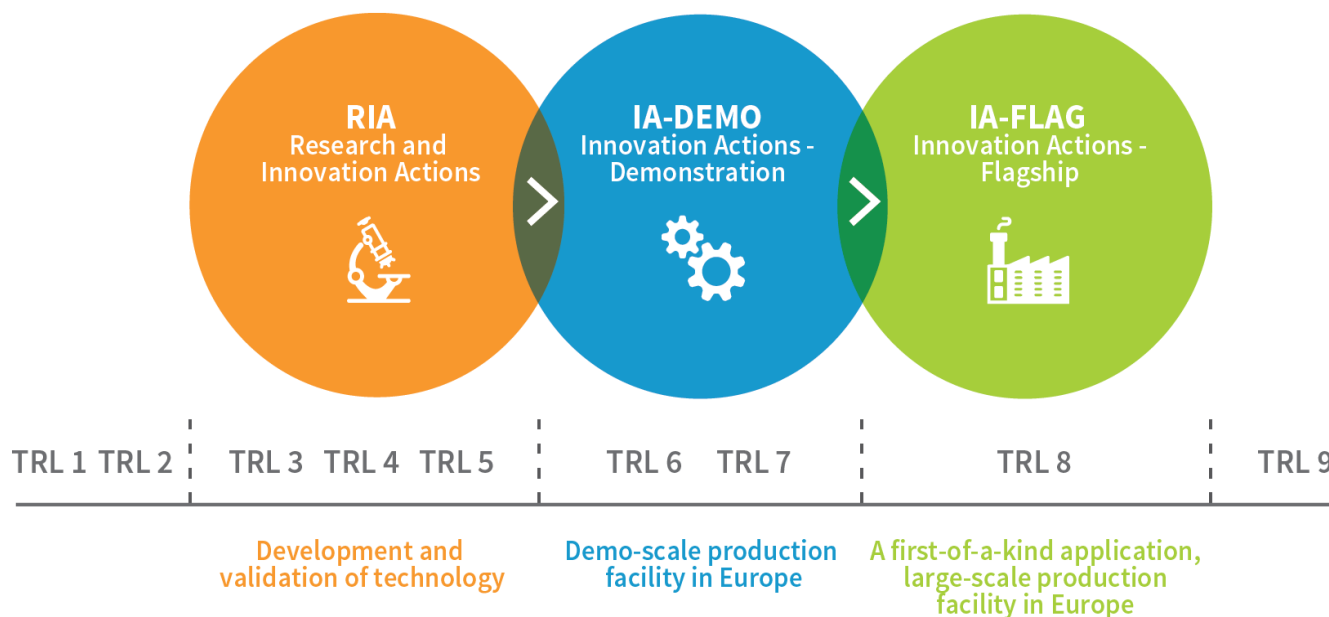 RIA
Research and
Innovation Actions
IA-DEMO
Innovation Actions -
Demonstration
IA-FLAG
Innovation Actions -
Flagship
TRL 1 TRL 2 TRL 3 TRL 4 TRL 5 TRL 6 TRL 7 TRL 8 TRL 9
Development and
validation of technology
Demo-scale production
facility in Europe
A first-of-a-kind application,
large-scale production
facility in Europe